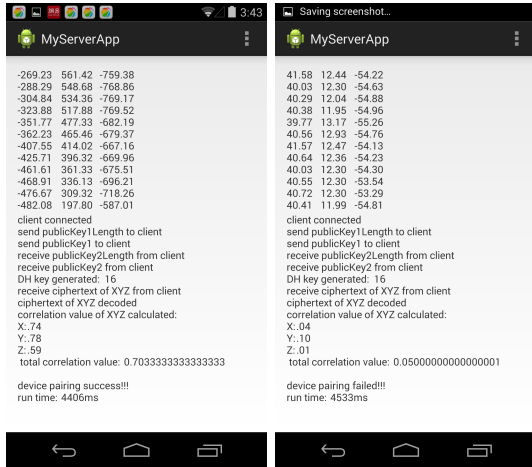 3:43
MyServerApp
-269.23 561.42 -759.38
-288.29 548.68 -768.86
-304.84 534.36 -769.17
-323.88 517.88 -769.52
-351.77 477.33 -682.19
-362.23 465.46 -679.37
-407.55 414.02 -667.16
-425.71 396.32 -669.96
-461.61 361.33 -675.51
-468.91 336.13 -696.21
-476.67 309.32 -718.26
-482.08 197.80 -587.01
client connected
send publicKey1Length to client
send publicKey1 to client
receive publicKey2Length from client
receive publicKey2 from client
DH key generated: 16
receive ciphertext of XYZ from client
ciphertext of XYZ decoded
correlation value of XYZ calculated:
X:.74
Y:.78
Z:.59
total correlation value: 0.7033333333333333
device pairing success!!!
run time: 4406ms
Saving screenshot...
MyServerApp
41.58 12.44 -54.22
40.03 12.30 -54.63
40.29 12.04 -54.88
40.38 11.95 -54.96
39.77 13.17 -55.26
40.56 12.93 -54.76
41.57 12.47 -54.13
40.64 12.36 -54.23
40.03 12.30 -54.30
40.55 12.30 -53.54
40.72 12.30 -53.29
40.41 11.99 -54.81
client connected
send publicKey1Length to client
send publicKey1 to client
receive publicKey2Length from client
receive publicKey2 from client
DH key generated: 16
receive ciphertext of XYZ from client
ciphertext of XYZ decoded
correlation value of XYZ calculated:
X:.04
Y:.10
Z:.01
total correlation value: 0.05000000000000001
device pairing failed!!!
run time: 4533ms